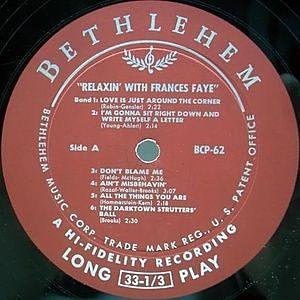 BETHLEHEM
"RELAXIN' WITH FRANCES FAYE"
Band 1: LOVE IS JUST AROUND THE CORNER
(Robin-Gensler) 2:22
2: I'M GONNA SIT RIGHT DOWN AND
WRITE MYSELF A LETTER
(Young-Ahlert) 2:14
Side A
BCP-62
3: DON'T BLAME ME
(Fields-McHugh) 2:36
4: AIN'T MISBEHAVIN'
(Razaf-Waller-Brooks) 3:07
5: ALL THE THINGS YOU ARE
(Hammerstein-Kern) 2:18
6: THE DARKTOWN STRUTTERS'
BALL
(Brooks) 2:30
BETHLEHEM MUSIC CORP. TRADE MARK REG., U. S. PATENT OFFICE
A HI-FIDELITY RECORDING
LONG 33-1/3 PLAY